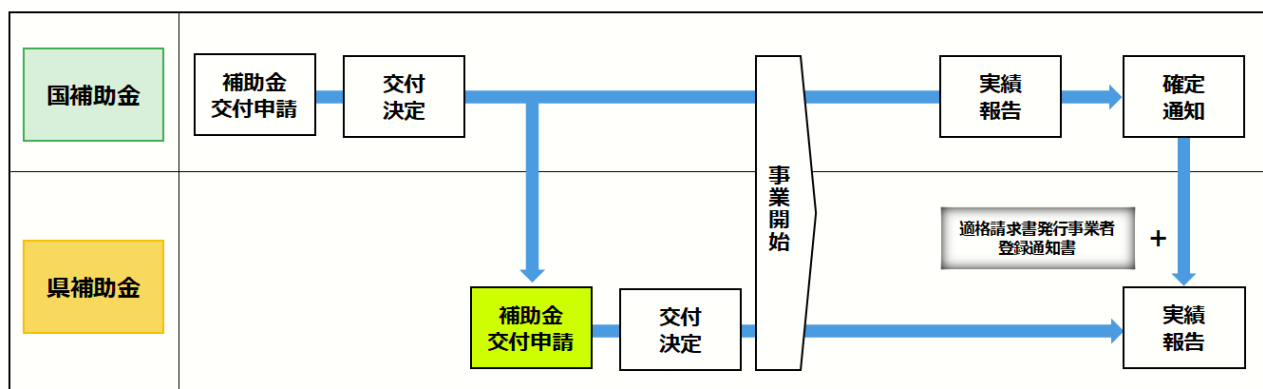 国補助金
補助金
交付申請
交付
決定
実績
報告
確定
通知
事業開始
適格請求書発行事業者
登録通知書
+
県補助金
補助金
交付申請
交付
決定
実績
報告